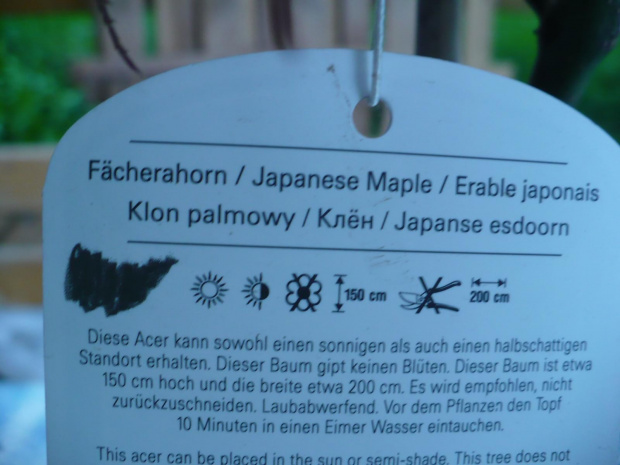 Fächerahorn / Japanese Maple / Erable japonais
Klon palmowy / Клён / Japanse esdoorn
150 cm 200 cm
Diese Acer kann sowohl einen sonnigen als auch einen halbschattigen
Standort erhalten. Dieser Baum gipt keinen Blüten. Dieser Baum ist etwa
150 cm hoch und die breite etwa 200 cm. Es wird empfohlen, nicht
zurückzuschneiden. Laubabwerfend. Vor dem Pflanzen den Topf
10 Minuten in einen Eimer Wasser eintauchen.
This acer can be placed in the sun or semi-shade. This tree does not